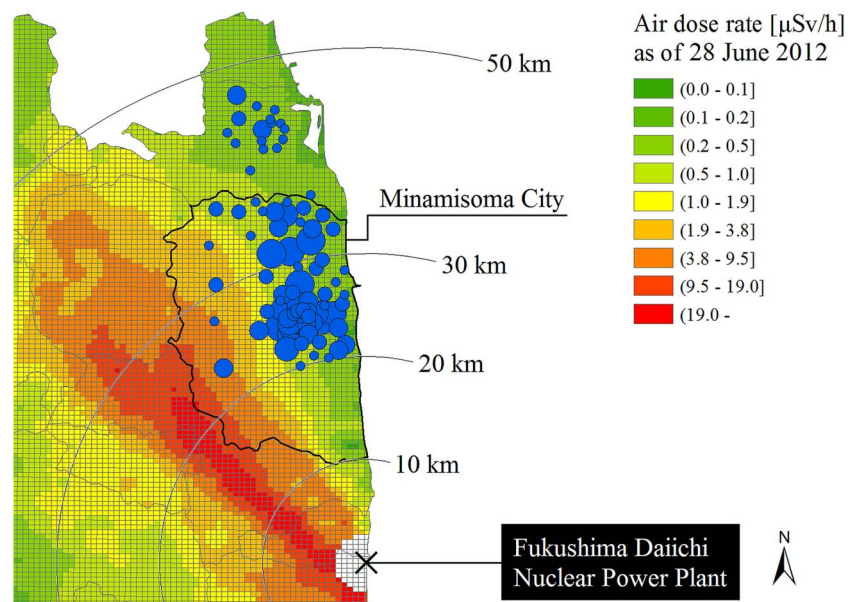 Air dose rate [μSv/h]
as of 28 June 2012
(0.0 - 0.1]
(0.1 - 0.2]
(0.2 - 0.5]
(0.5 - 1.0]
(1.0 - 1.9]
(1.9 - 3.8]
(3.8 - 9.5]
(9.5 - 19.0]
(19.0 -
50 km
Minamisoma City
30 km
20 km
10 km
Fukushima Daiichi
Nuclear Power Plant
N